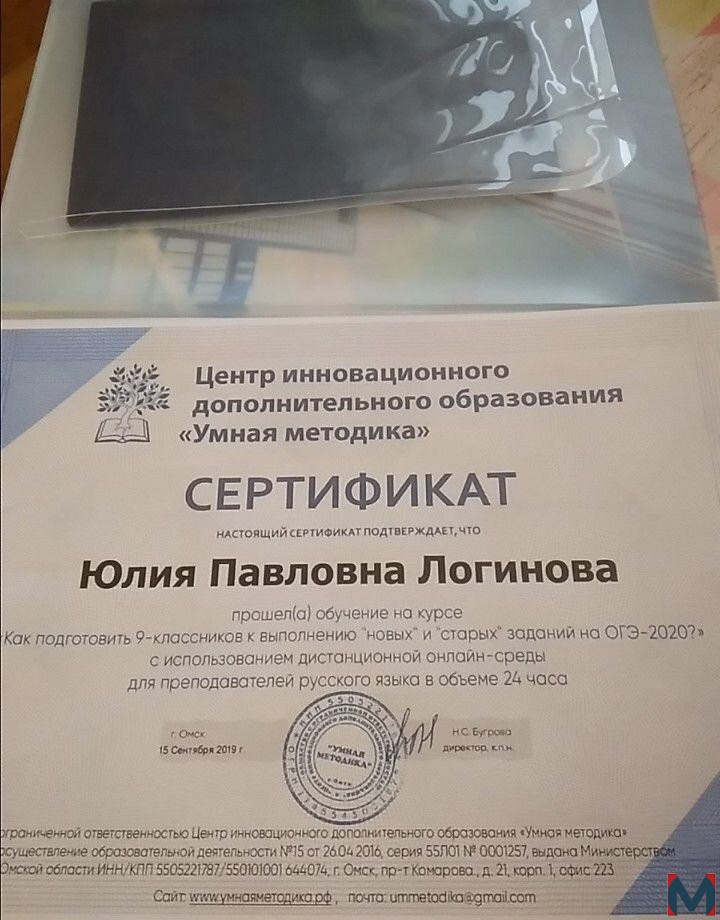 Центр инновационного
дополнительного образования
«Умная методика»
СЕРТИФИКАТ
НАСТОЯЩИЙ СЕРТИФИКАТ ПОДТВЕРЖДАЕТ, ЧТО
Юлия Павловна Логинова
прошел(а) обучение на курсе
«Как подготовить 9-классников к выполнению "новых" и "старых" заданий на ОГЭ-2020?»
с использованием дистанционной онлайн-среды
для преподавателей русского языка в объеме 24 часа
г. Омск
15 Сентября 2019 г.
"УМНАЯ
МЕТОДИКА"
г. Омск
Н.С. Бугрова
директор, к.п.н.
ограниченной ответственностью Центр инновационного дополнительного образования «Умная методика»
осуществление образовательной деятельности №15 от 26.04.2016, серия 55Л01 № 0001257, выдана Министерством
Омской области ИНН/КПП 5505221787/550101001 644074, г. Омск, пр-т Комарова, д. 21, корп. 1, офис 223
Сайт: www.умнаяметодика.рф, почта: ummetodika@gmail.com
M